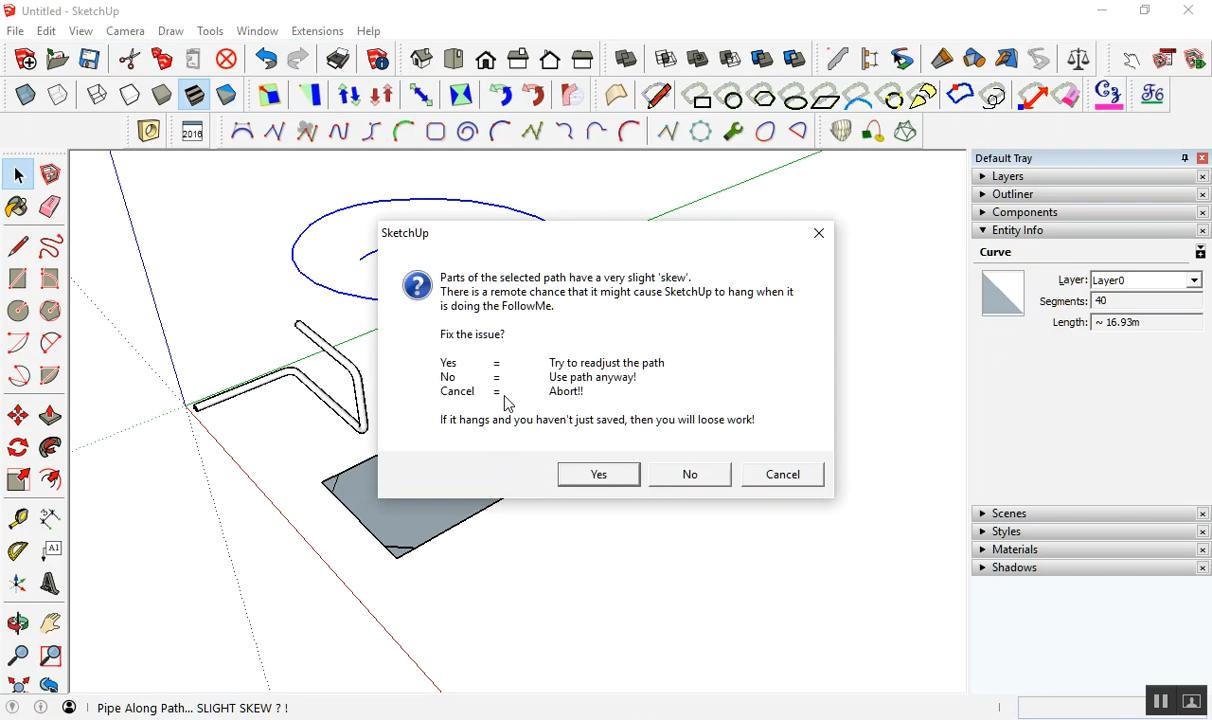 Untitled - SketchUp
File Edit View Camera Draw Tools Window Extensions Help
Cz
F6
2016
A1
SketchUp
Parts of the selected path have a very slight 'skew'.
There is a remote chance that it might cause SketchUp to hang when it
is doing the FollowMe.
Fix the issue?
Yes = Try to readjust the path
No = Use path anyway!
Cancel = Abort!!
If it hangs and you haven't just saved, then you will loose work!
Yes No Cancel
Default Tray
Layers
Outliner
Components
Entity Info
Curve
Layer: Layer0
Segments: 40
Length: ~ 16.93m
Scenes
Styles
Materials
Shadows
Pipe Along Path... SLIGHT SKEW ? !